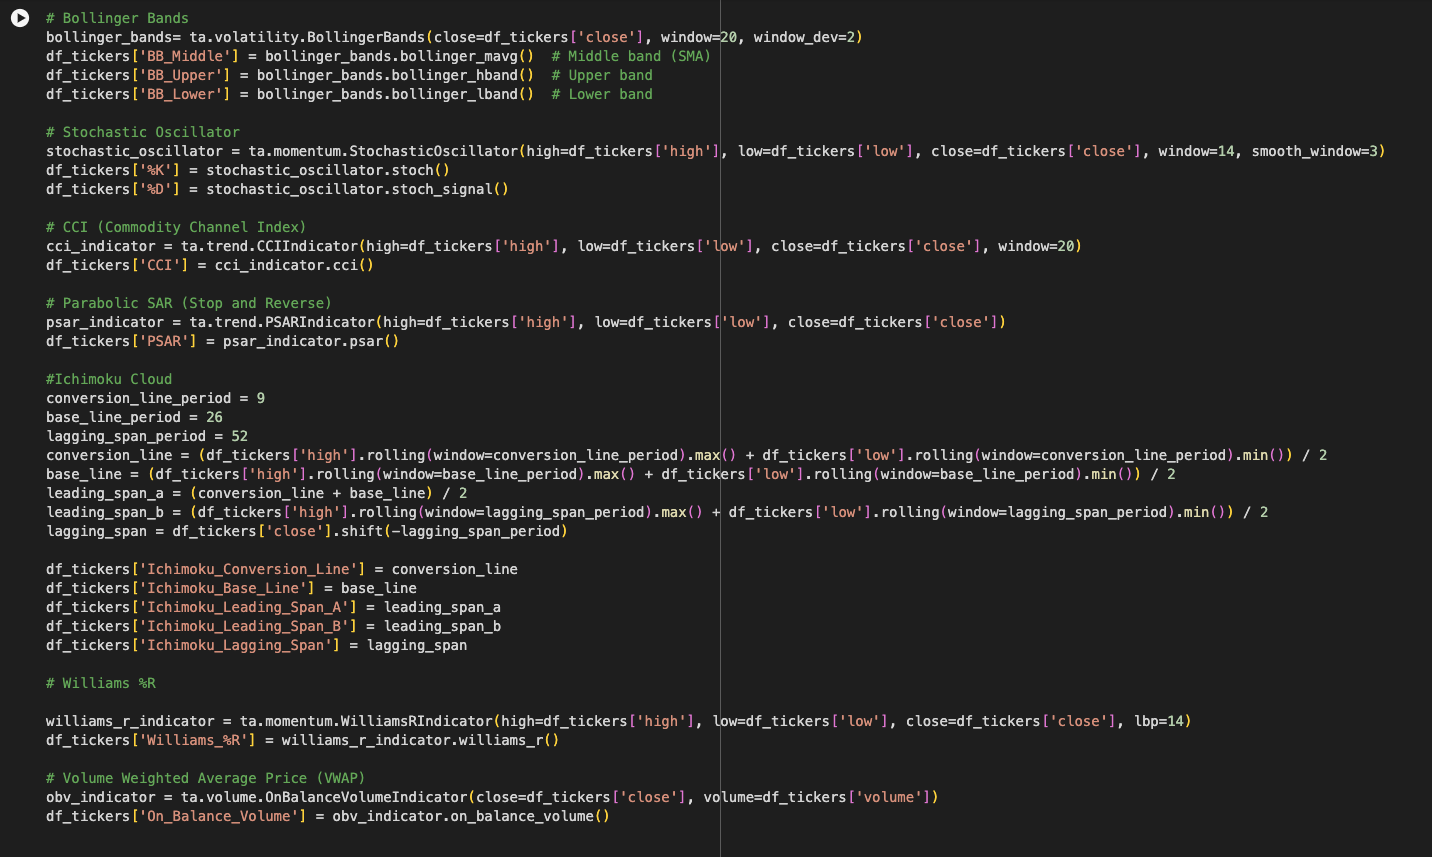 # Bollinger Bands
bollinger_bands= ta.volatility.BollingerBands(close=df_tickers['close'], window=20, window_dev=2)
df_tickers['BB_Middle'] = bollinger_bands.bollinger_mavg()  # Middle band (SMA)
df_tickers['BB_Upper'] = bollinger_bands.bollinger_hband()  # Upper band
df_tickers['BB_Lower'] = bollinger_bands.bollinger_lband()  # Lower band

# Stochastic Oscillator
stochastic_oscillator = ta.momentum.StochasticOscillator(high=df_tickers['high'], low=df_tickers['low'], close=df_tickers['close'], window=14, smooth_window=3)
df_tickers['%K'] = stochastic_oscillator.stoch()
df_tickers['%D'] = stochastic_oscillator.stoch_signal()

# CCI (Commodity Channel Index)
cci_indicator = ta.trend.CCIIndicator(high=df_tickers['high'], low=df_tickers['low'], close=df_tickers['close'], window=20)
df_tickers['CCI'] = cci_indicator.cci()

# Parabolic SAR (Stop and Reverse)
psar_indicator = ta.trend.PSARIndicator(high=df_tickers['high'], low=df_tickers['low'], close=df_tickers['close'])
df_tickers['PSAR'] = psar_indicator.psar()

#Ichimoku Cloud
conversion_line_period = 9
base_line_period = 26
lagging_span_period = 52
conversion_line = (df_tickers['high'].rolling(window=conversion_line_period).max() + df_tickers['low'].rolling(window=conversion_line_period).min()) / 2
base_line = (df_tickers['high'].rolling(window=base_line_period).max() + df_tickers['low'].rolling(window=base_line_period).min()) / 2
leading_span_a = (conversion_line + base_line) / 2
leading_span_b = (df_tickers['high'].rolling(window=lagging_span_period).max() + df_tickers['low'].rolling(window=lagging_span_period).min()) / 2
lagging_span = df_tickers['close'].shift(-lagging_span_period)

df_tickers['Ichimoku_Conversion_Line'] = conversion_line
df_tickers['Ichimoku_Base_Line'] = base_line
df_tickers['Ichimoku_Leading_Span_A'] = leading_span_a
df_tickers['Ichimoku_Leading_Span_B'] = leading_span_b
df_tickers['Ichimoku_Lagging_Span'] = lagging_span

# Williams %R

williams_r_indicator = ta.momentum.WilliamsRIndicator(high=df_tickers['high'], low=df_tickers['low'], close=df_tickers['close'], lbp=14)
df_tickers['Williams_%R'] = williams_r_indicator.williams_r()

# Volume Weighted Average Price (VWAP)
obv_indicator = ta.volume.OnBalanceVolumeIndicator(close=df_tickers['close'], volume=df_tickers['volume'])
df_tickers['On_Balance_Volume'] = obv_indicator.on_balance_volume()